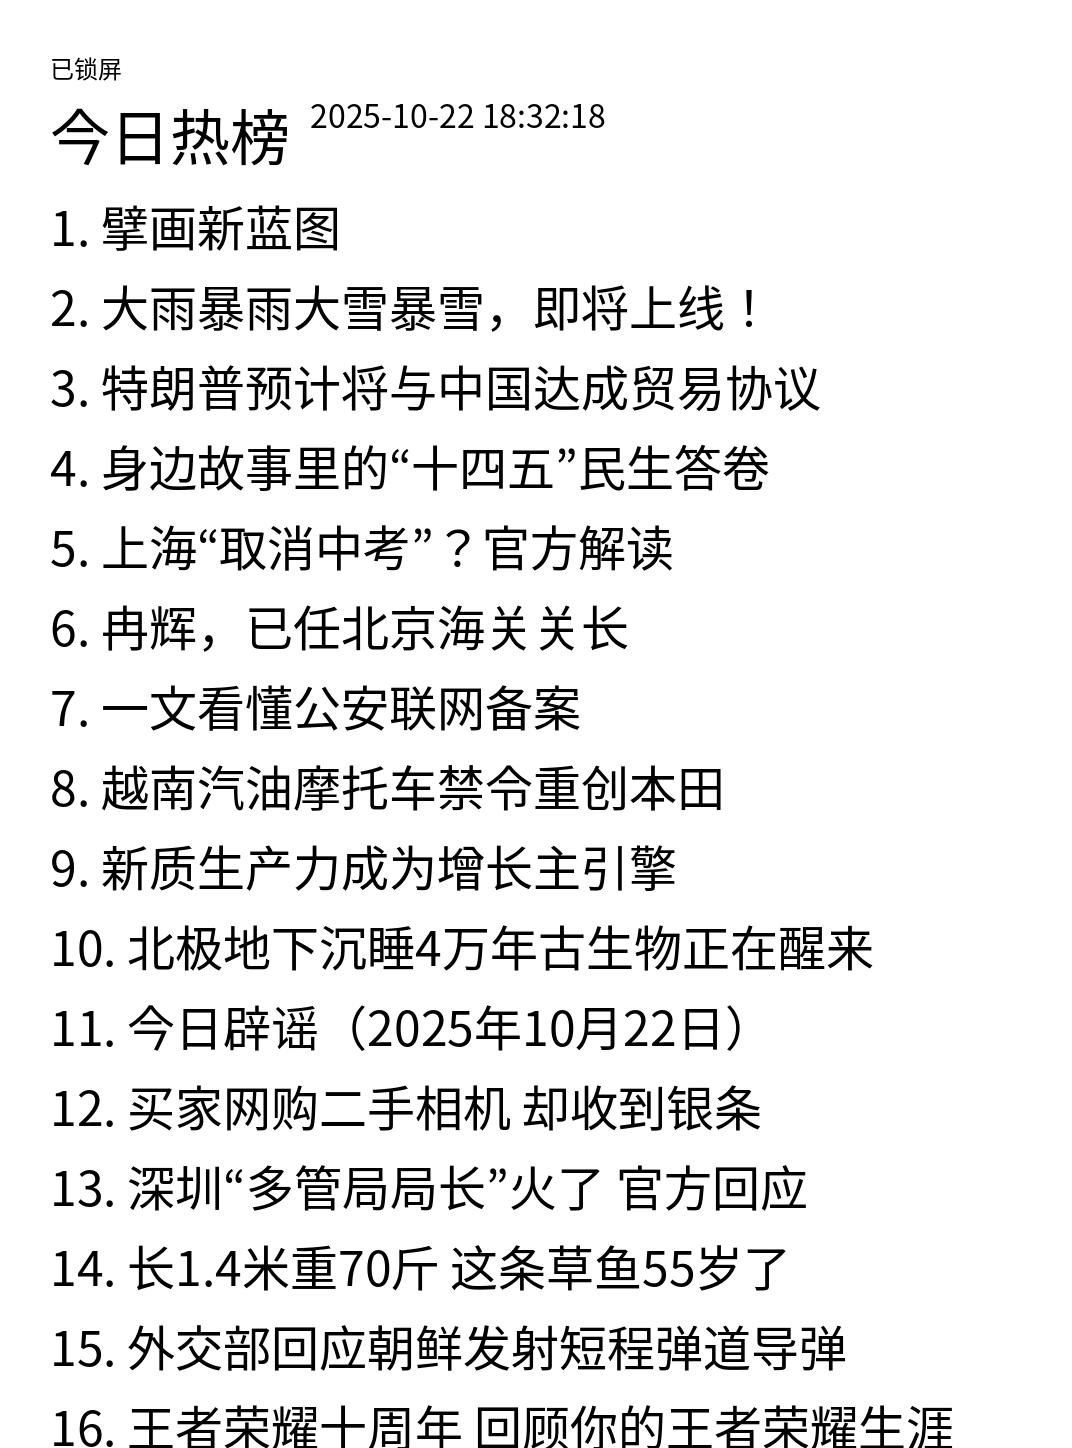 已锁屏
今日热榜 2025-10-22 18:32:18
1. 擘画新蓝图
2. 大雨暴雨大雪暴雪，即将上线！
3. 特朗普预计将与中国达成贸易协议
4. 身边故事里的“十四五”民生答卷
5. 上海“取消中考”？官方解读
6. 冉辉，已任北京海关关长
7. 一文看懂公安联网备案
8. 越南汽油摩托车禁令重创本田
9. 新质生产力成为增长主引擎
10. 北极地下沉睡4万年古生物正在醒来
11. 今日辟谣（2025年10月22日）
12. 买家网购二手相机 却收到银条
13. 深圳“多管局局长”火了 官方回应
14. 长1.4米重70斤 这条草鱼55岁了
15. 外交部回应朝鲜发射短程弹道导弹
16. 王者荣耀十周年 回顾你的王者荣耀生涯